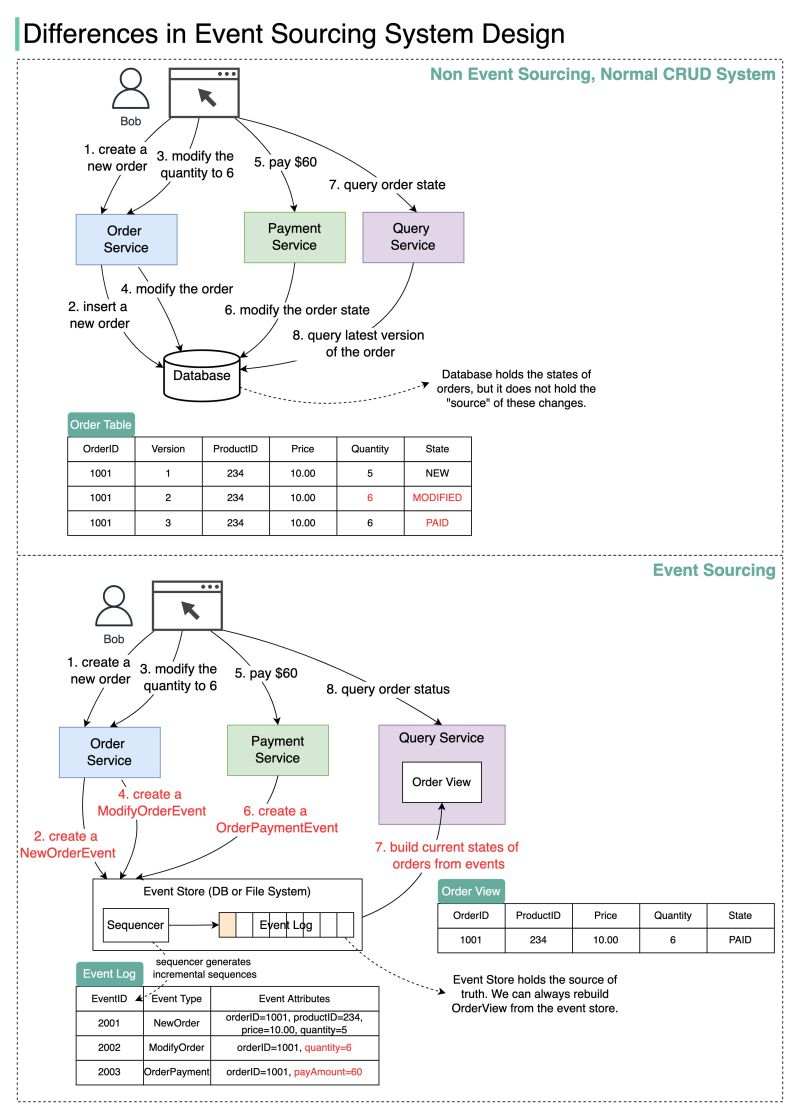 Differences in Event Sourcing System Design
Non Event Sourcing, Normal CRUD System
Bob
1. create a
new order
3. modify the
quantity to 6
5. pay $60
7. query order state
Order
Service
Payment
Service
Query
Service
4. modify the order
2. insert a
new order
6. modify the order state
8. query latest version
of the order
Database
Database holds the states of
orders, but it does not hold the
"source" of these changes.
Order Table
OrderID Version ProductID Price Quantity State
1001 1 234 10.00 5 NEW
1001 2 234 10.00 6 MODIFIED
1001 3 234 10.00 6 PAID
Event Sourcing
Bob
1. create a
new order
3. modify the
quantity to 6
5. pay $60
8. query order status
Order
Service
Payment
Service
Query Service
Order View
4. create a
ModifyOrderEvent
6. create a
OrderPaymentEvent
2. create a
NewOrderEvent
7. build current states of
orders from events
Event Store (DB or File System)
Sequencer
Event Log
Order View
OrderID ProductID Price Quantity State
1001 234 10.00 6 PAID
sequencer generates
incremental sequences
Event Log
EventID Event Type Event Attributes
2001 NewOrder orderID=1001, productID=234,
price=10.00, quantity=5
2002 ModifyOrder orderID=1001, quantity=6
2003 OrderPayment orderID=1001, payAmount=60
Event Store holds the source of
truth. We can always rebuild
OrderView from the event store.